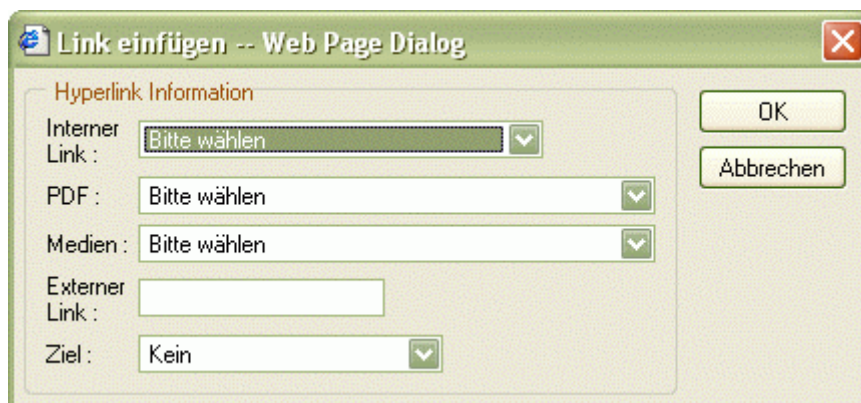 Link einfügen -- Web Page Dialog
Hyperlink Information
Interner
Link :
Bitte wählen
OK
Abbrechen
PDF :
Bitte wählen
Medien :
Bitte wählen
Externer
Link :
Ziel :
Kein